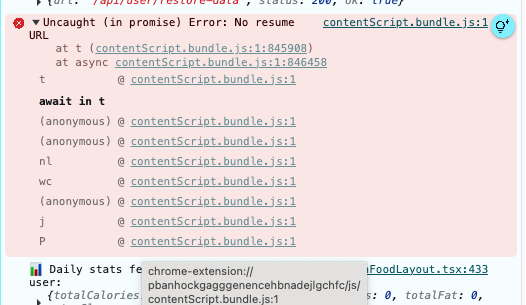 {url: "/api/user/restore-data", status: 200, ok: true}
Uncaught (in promise) Error: No resume contentScript.bundle.js:1
URL
at t (contentScript.bundle.js:1:845908)
at async contentScript.bundle.js:1:846458
t @ contentScript.bundle.js:1
await in t
(anonymous) @ contentScript.bundle.js:1
(anonymous) @ contentScript.bundle.js:1
nl @ contentScript.bundle.js:1
wc @ contentScript.bundle.js:1
(anonymous) @ contentScript.bundle.js:1
j @ contentScript.bundle.js:1
P @ contentScript.bundle.js:1
Daily stats fe FoodLayout.tsx:433
user:
{totalCalories s: 0, totalFat: 0,
chrome-extension://
pbanhockgagggenencehbnadejlgchfc/js/
contentScript.bundle.js:1